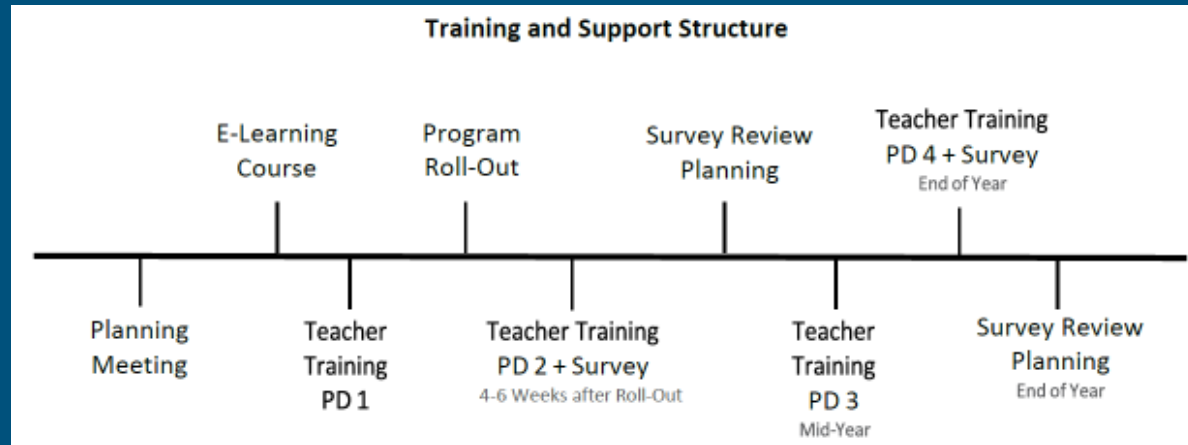 Training and Support Structure
E-Learning
Course
Program
Roll-Out
Survey Review
Planning
Teacher Training
PD 4 + Survey
End of Year
Planning
Meeting
Teacher
Training
PD 1
Teacher Training
PD 2 + Survey
4-6 Weeks after Roll-Out
Teacher
Training
PD 3
Mid-Year
Survey Review
Planning
End of Year